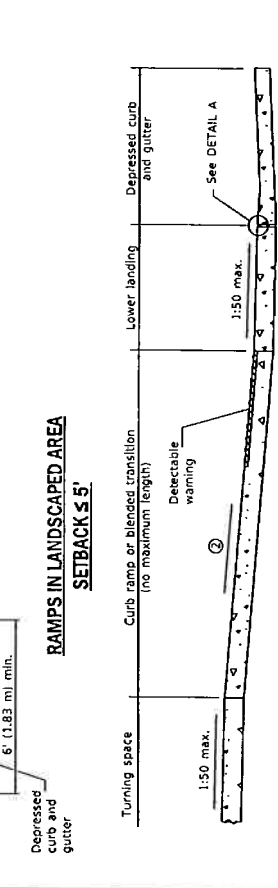 6' (1.83 m) min.
Depressed
curb and
gutter
RAMPS IN LANDSCAPED AREA
SETBACK ≤ 5'
Turning space
Curb ramp or blended transition
(no maximum length)
Lower landing
Depressed curb
and gutter
1:50 max.
②
Detectable
warning
1:50 max.
See DETAIL A